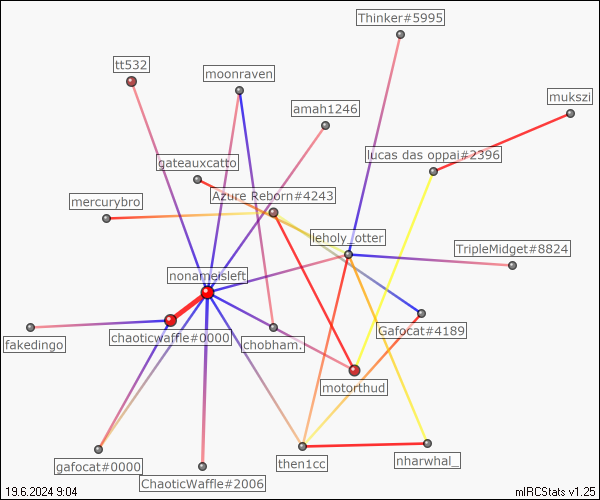 Thinker#5995
tt532
moonraven
mukszi
amah1246
lucas das oppai#2396
gateauxcatto
Azure Reborn#4243
mercurybro
leholy_otter
TripleMidget#8824
nonameisleft
fakedingo
chaoticwaffle#0000
chobham.
Gafocat#4189
motorthud
gafocat#0000
ChaoticWaffle#2006
then1cc
nharwhal_
19.6.2024 9:04
mIRCStats v1.25